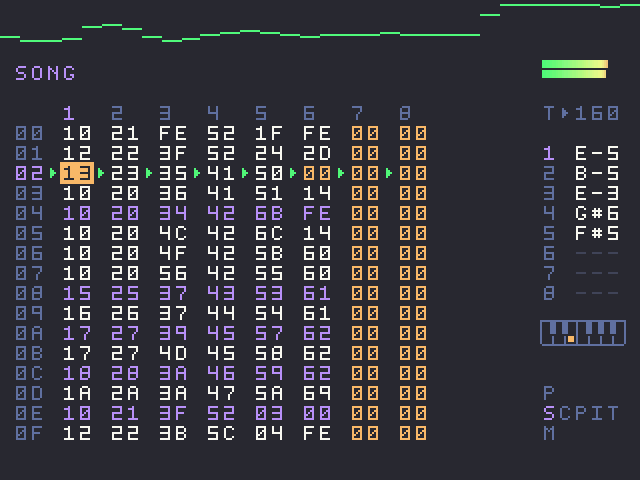 SONG
1 2 3 4 5 6 7 8 T 160
00 10 21 FE 52 1F FE 00 00
01 12 22 3F 52 24 2D 00 00 1 E-5
02 13 23 35 41 50 00 00 00 2 B-5
03 10 20 36 41 51 14 00 00 3 E-3
04 10 20 34 42 6B FE 00 00 4 G#6
05 10 20 4C 42 6C 14 00 00 5 F#5
06 10 20 4F 42 5B 60 00 00 6 ---
07 10 20 56 42 55 60 00 00 7 ---
08 15 25 37 43 53 61 00 00 8 ---
09 16 26 37 44 54 61 00 00
0A 17 27 39 45 57 62 00 00
0B 17 27 4D 45 58 62 00 00
0C 18 28 3A 46 59 62 00 00
0D 1A 2A 3A 47 5A 69 00 00 P
0E 10 21 3F 52 03 00 00 00 SCPIT
0F 12 22 3B 5C 04 FE 00 00 M